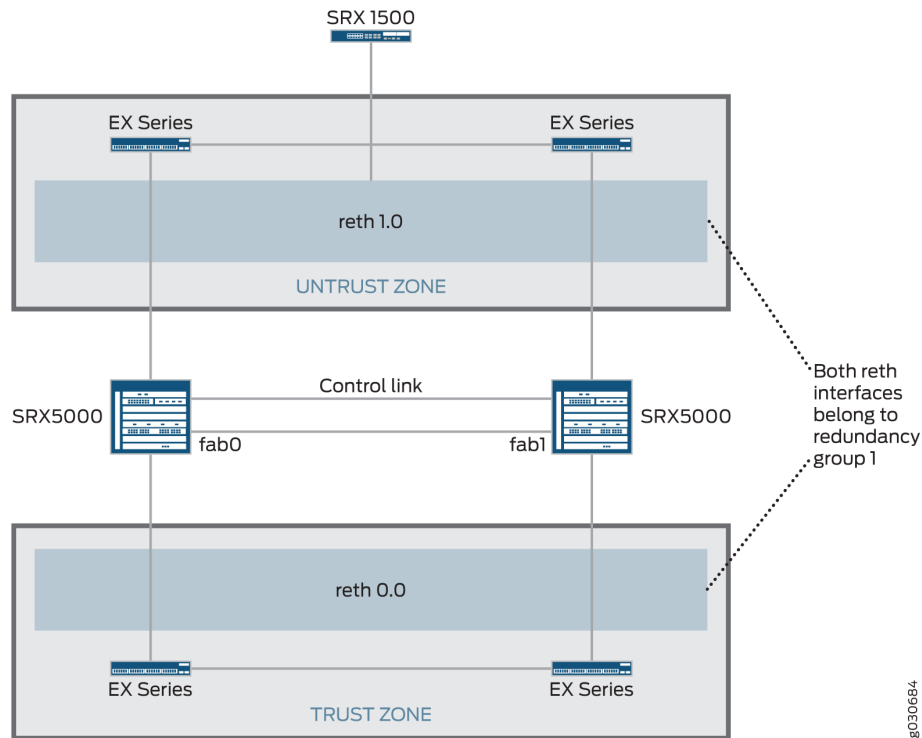 SRX 1500
EX Series
EX Series
reth 1.0
UNTRUST ZONE
Control link
SRX5000
SRX5000
fab0
fab1
Both reth
interfaces
belong to
redundancy
group 1
reth 0.0
EX Series
EX Series
TRUST ZONE
g030684